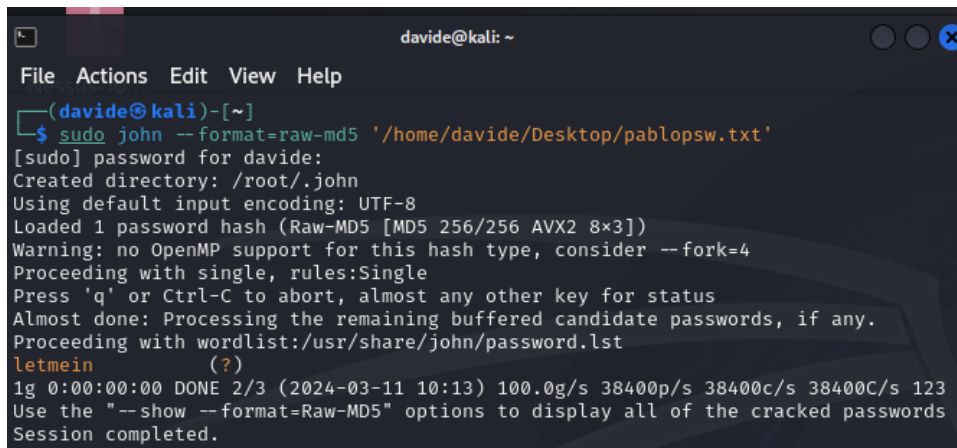 davide@kali: ~
File Actions Edit View Help
(davide㉿kali)-[~]
$ sudo john --format=raw-md5 '/home/davide/Desktop/pablopsw.txt'
[sudo] password for davide:
Created directory: /root/.john
Using default input encoding: UTF-8
Loaded 1 password hash (Raw-MD5 [MD5 256/256 AVX2 8×3])
Warning: no OpenMP support for this hash type, consider --fork=4
Proceeding with single, rules:Single
Press 'q' or Ctrl-C to abort, almost any other key for status
Almost done: Processing the remaining buffered candidate passwords, if any.
Proceeding with wordlist:/usr/share/john/password.lst
letmein          (?)
1g 0:00:00:00 DONE 2/3 (2024-03-11 10:13) 100.0g/s 38400p/s 38400c/s 38400C/s 123
Use the "--show --format=Raw-MD5" options to display all of the cracked passwords
Session completed.